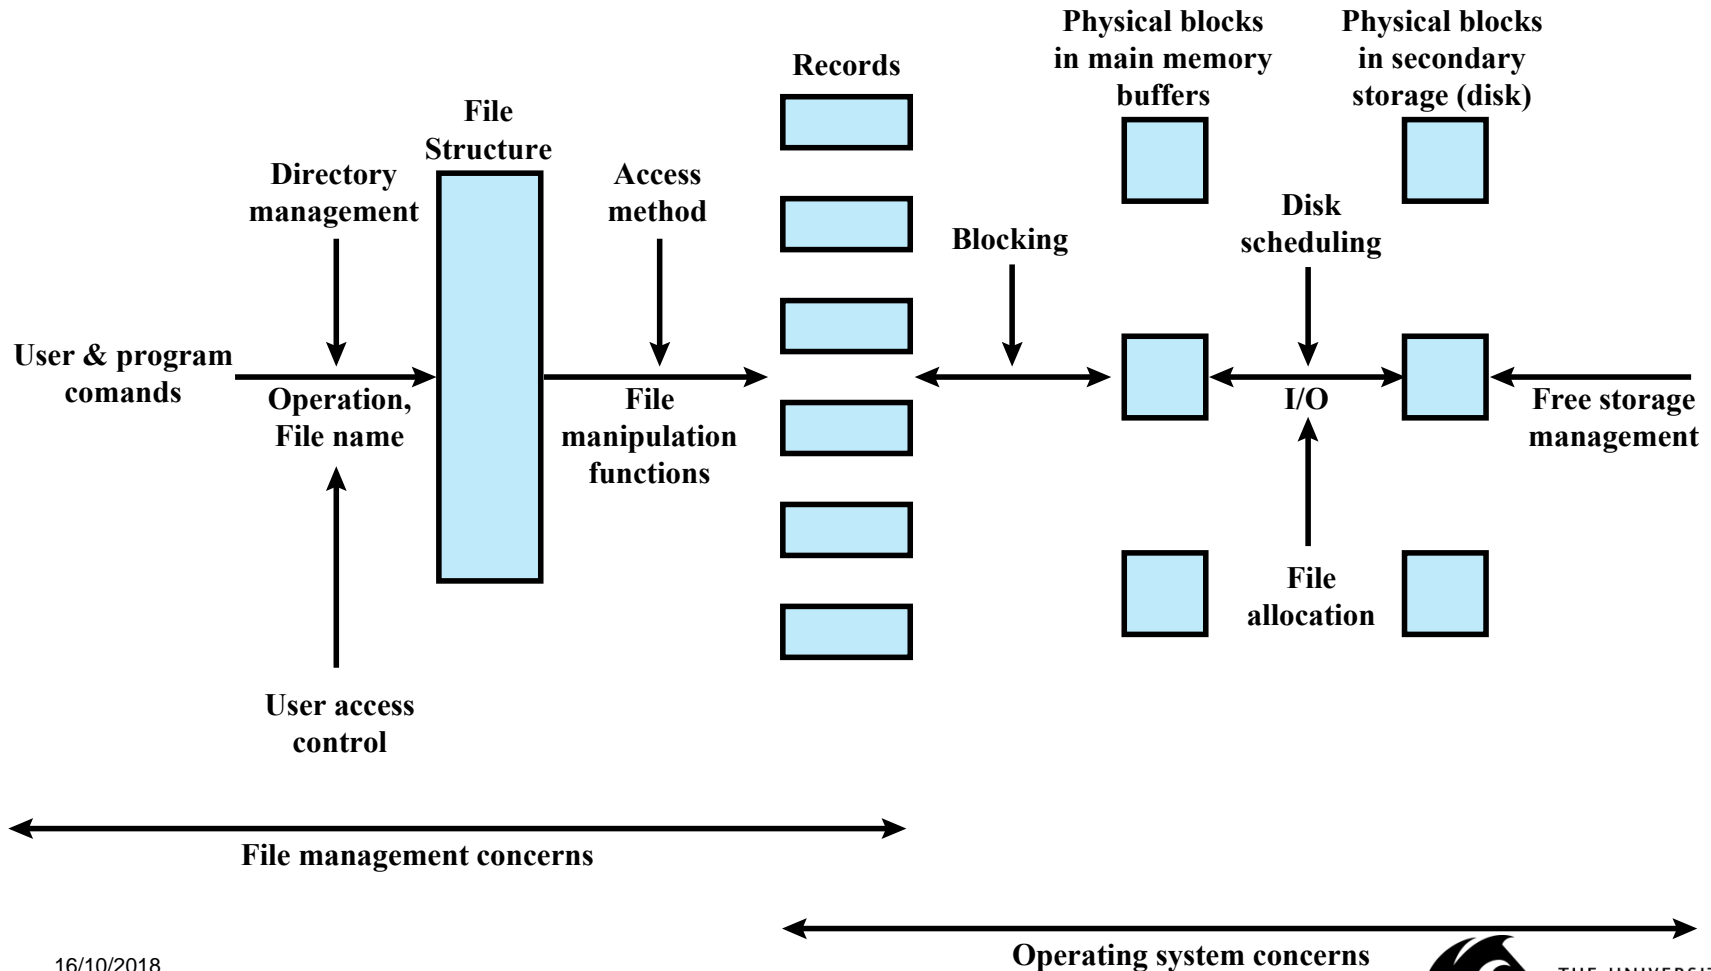 Physical blocks
in main memory
buffers
Physical blocks
in secondary
storage (disk)
Records
File
Structure
Directory
management
Access
method
Disk
scheduling
Blocking
User & program
comands
Operation,
File name
File
manipulation
functions
I/O
Free storage
management
File
allocation
User access
control
File management concerns
Operating system concerns
16/10/2018